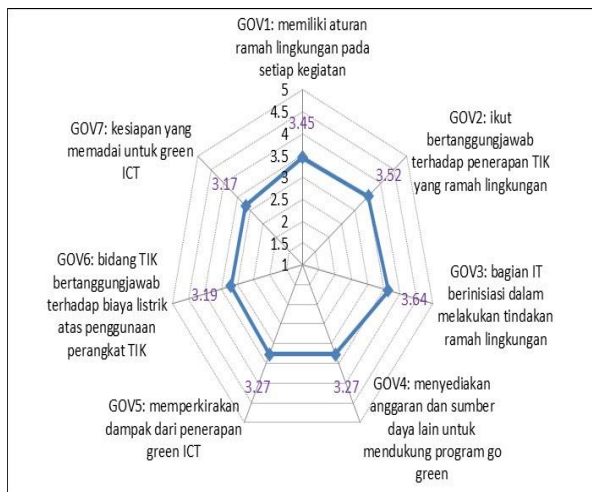 GOV1: memiliki aturan
ramah lingkungan pada
setiap kegiatan
5
4.5
4
3.5
3
2.5
2
1.5
1
3.45
GOV2: ikut
bertanggungjawab
terhadap penerapan TIK
yang ramah lingkungan
3.52
GOV3: bagian IT
berinisiasi dalam
melakukan tindakan
ramah lingkungan
3.64
GOV4: menyediakan
anggaran dan sumber
daya lain untuk
mendukung program go
green
3.27
GOV5: memperkirakan
dampak dari penerapan
green ICT
3.27
GOV6: bidang TIK
bertanggungjawab
terhadap biaya listrik
atas penggunaan
perangkat TIK
3.19
GOV7: kesiapan yang
memadai untuk green
ICT
3.17